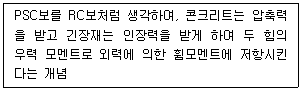 PSC보를 RC보처럼 생각하여, 콘크리트는 압축력
을 받고 긴장재는 인장력을 받게 하여 두 힘의
우력 모멘트로 외력에 의한 휨모멘트에 저항시킨
다는 개념